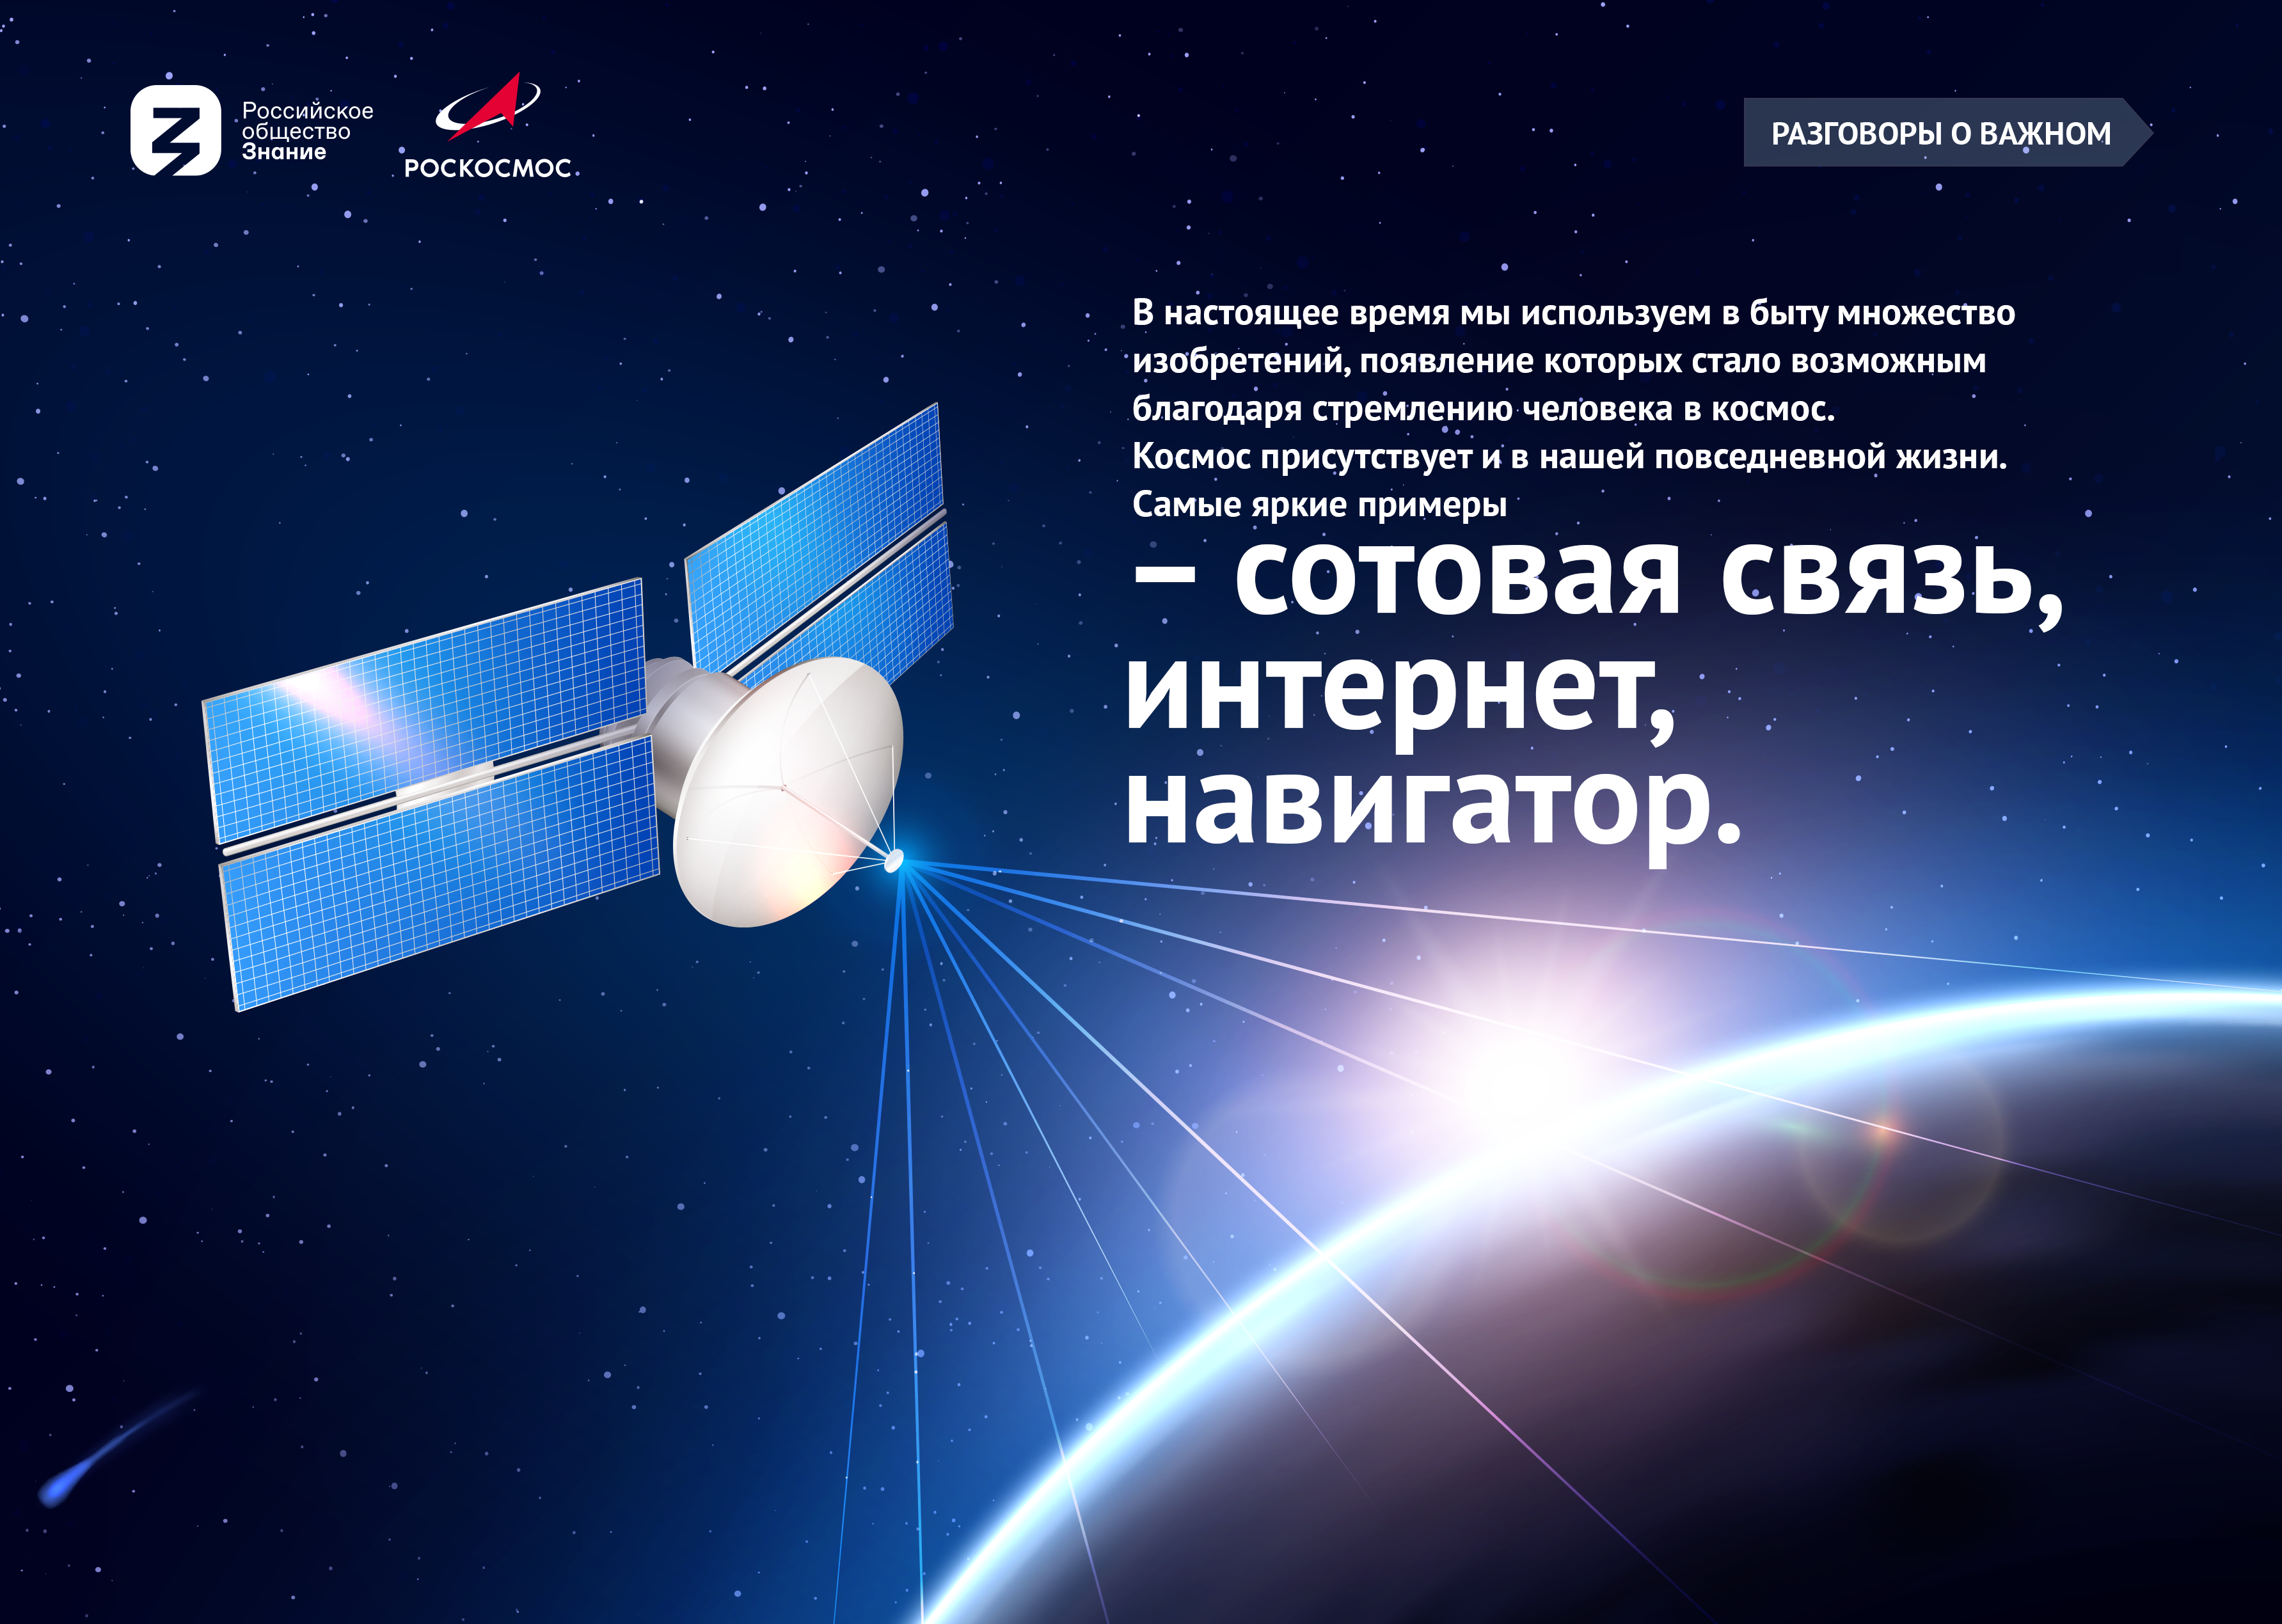 Российское
общество
Знание
РОСКОСМОС
РАЗГОВОРЫ О ВАЖНОМ
В настоящее время мы используем в быту множество
изобретений, появление которых стало возможным
благодаря стремлению человека в космос.
Космос присутствует и в нашей повседневной жизни.
Самые яркие примеры
– сотовая связь,
интернет,
навигатор.